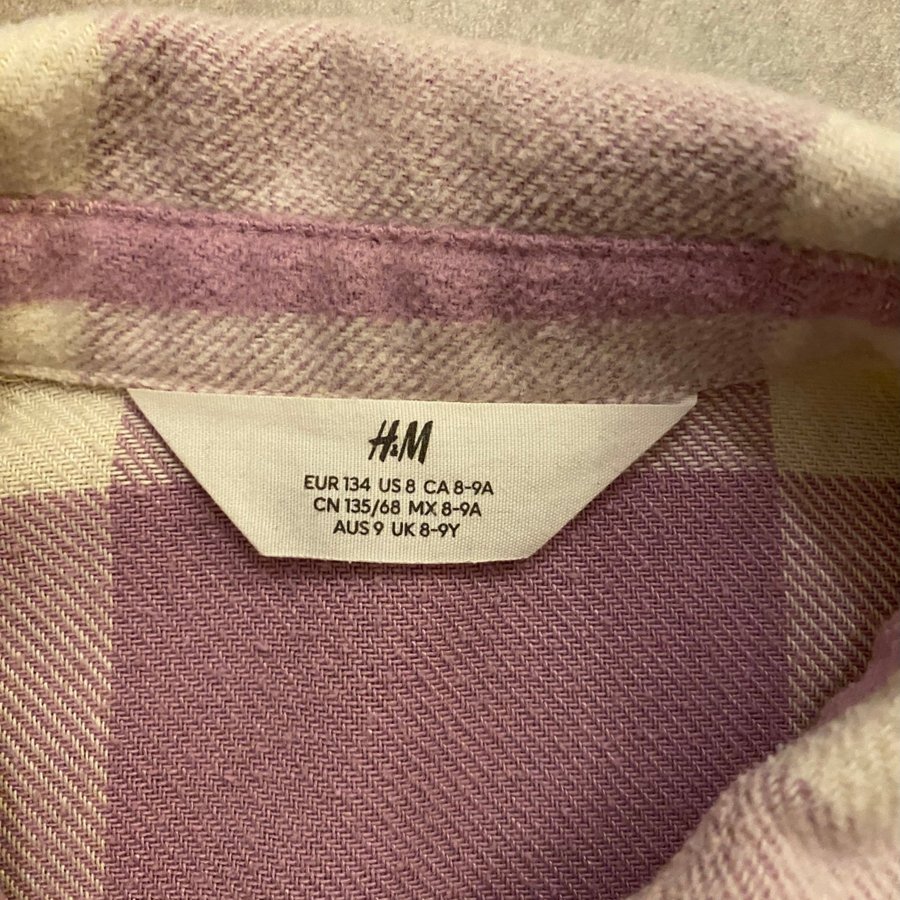 H&M
EUR 134 US 8 CA 8-9A
CN 135/68 MX 8-9A
AUS 9 UK 8-9Y